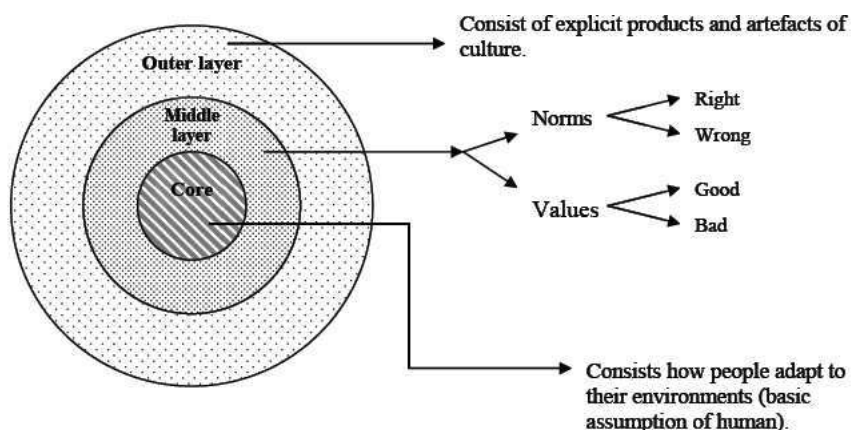 Consist of explicit products and artefacts of
culture.
Outer layer
Middle
layer
Core
Norms
Right
Wrong
Values
Good
Bad
Consists how people adapt to
their environments (basic
assumption of human).